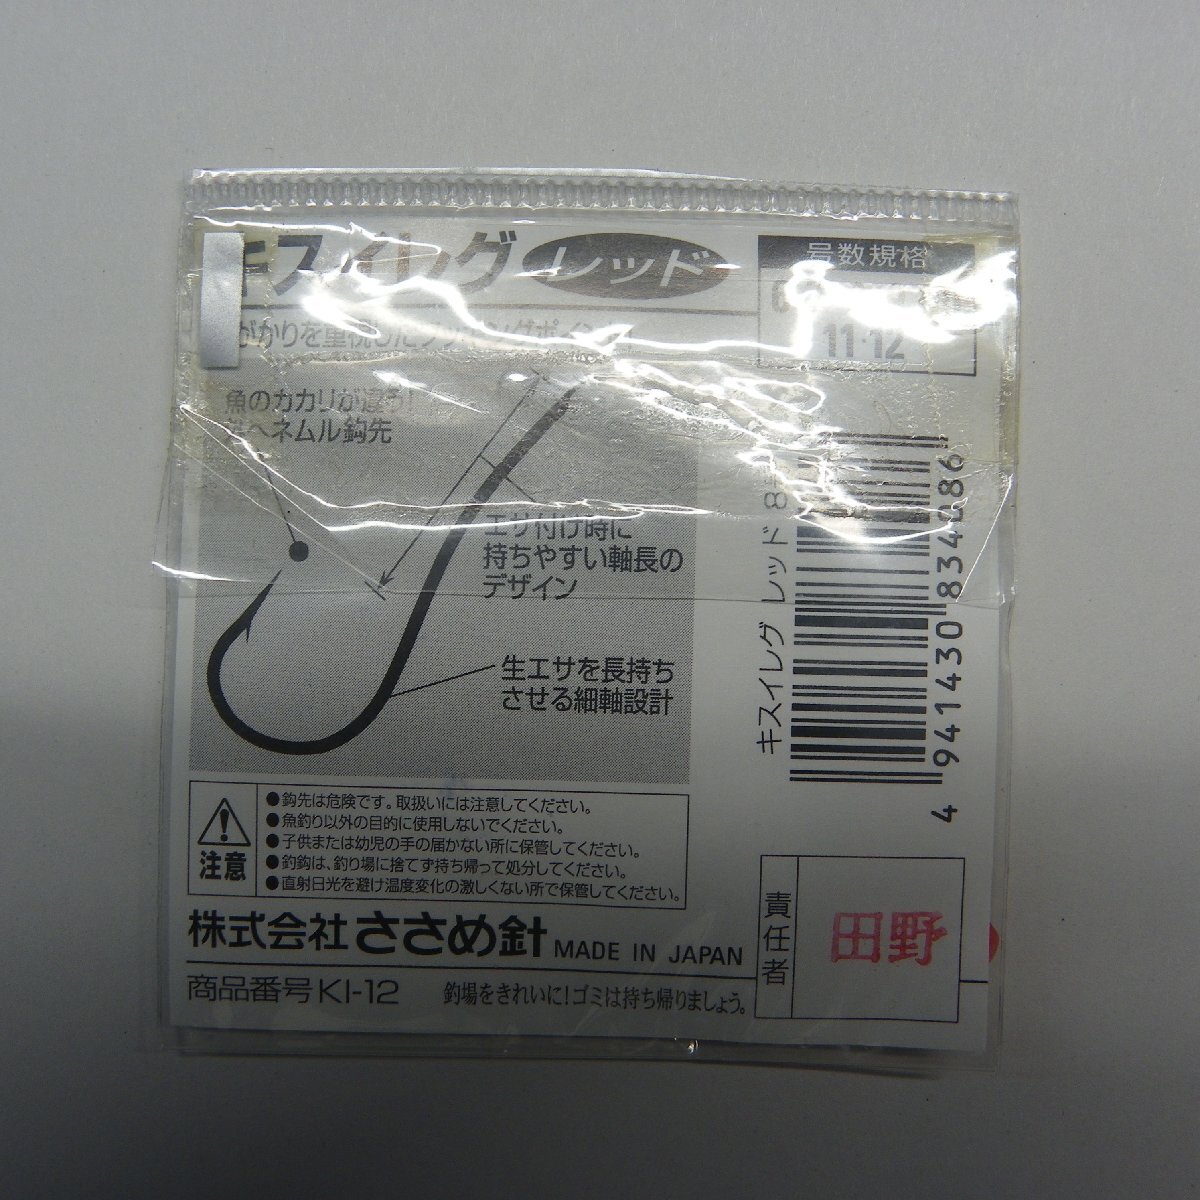 キスイレグ レッド
号数規格
11·12
魚のカカリが違う!
ネムル鈎先
エサ付け時に
持ちやすい軸長の
デザイン
生エサを長持ち
させる細軸設計
キスイレグ レッド 8
4 941430 834086
注意
●鈎先は危険です。取扱いには注意してください。
●魚釣り以外の目的に使用しないでください。
●子供または幼児の手の届かない所に保管してください。
●釣鈎は、釣り場に捨てず持ち帰って処分してください。
●直射日光を避け温度変化の激しくない所で保管してください。
株式会社 ささめ針 MADE IN JAPAN
商品番号 KI-12 釣場をきれいに!ゴミは持ち帰りましょう。
責任者
田野